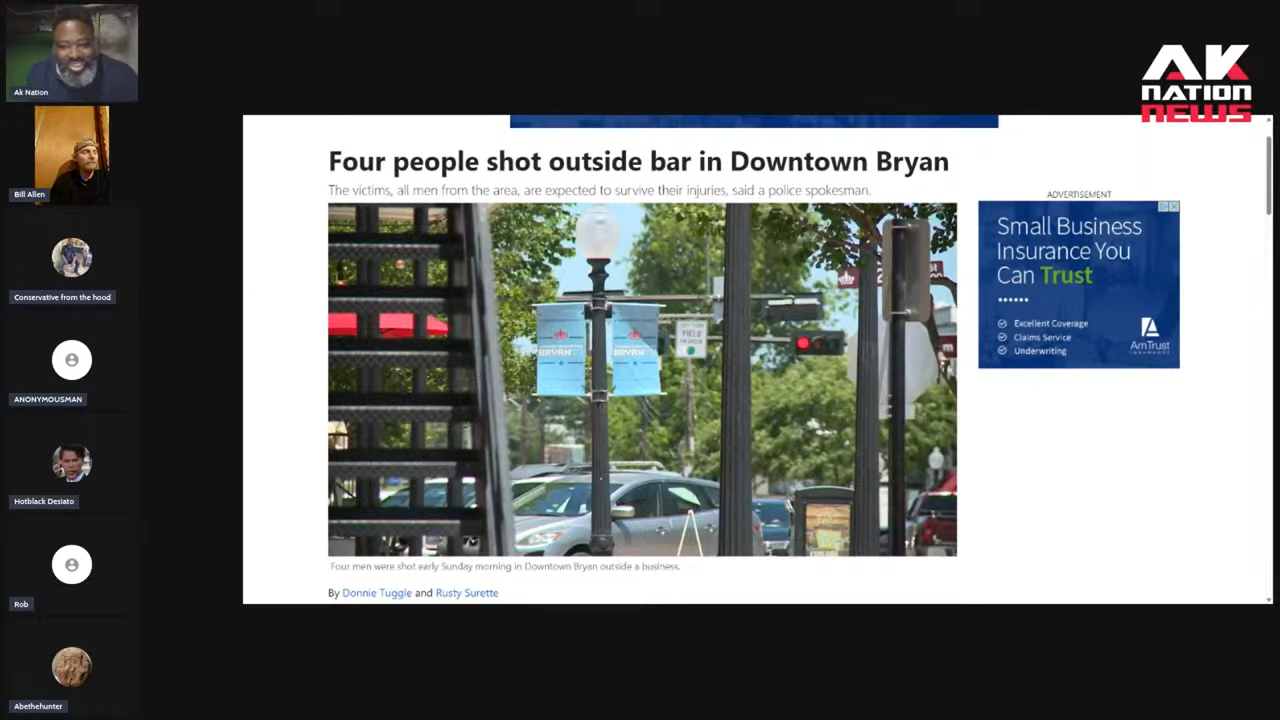 Ak Nation
Bill Allen
Conservative from the hood
ANONYMOUSMAN
Hotblack Desiato
Rob
Abethehunter
AK
NATION
NEWS
Four people shot outside bar in Downtown Bryan
The victims, all men from the area, are expected to survive their injuries, said a police spokesman.
BRYAN
BRYAN
YIELD
Four men were shot early Sunday morning in Downtown Bryan outside a business.
By Donnie Tuggle and Rusty Surette
ADVERTISEMENT
Small Business
Insurance You
Can Trust
Excellent Coverage
Claims Service
Underwriting
AmTrust
INSURANCE